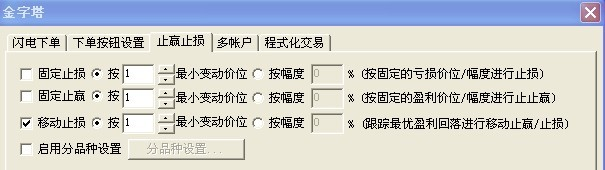 金字塔
闪电下单 下单按钮设置 止赢止损 多帐户 程式化交易
固定止损 按 1 最小变动价位 按幅度 0 % (按固定的亏损价位/幅度进行止损)
固定止赢 按 1 最小变动价位 按幅度 0 % (按固定的盈利价位/幅度进行止止赢)
移动止损 按 1 最小变动价位 按幅度 0 % (跟踪最优盈利回落进行移动止赢/止损)
启用分品种设置 分品种设置...